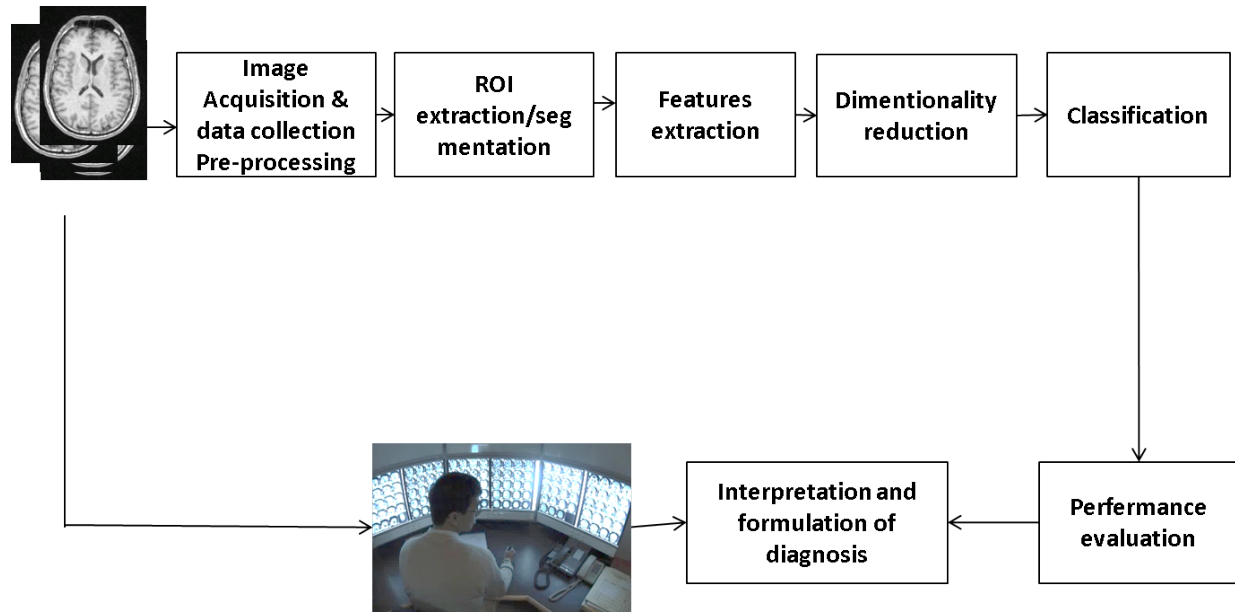 Image
Acquisition &
data collection
Pre-processing
ROI
extraction/seg
mentation
Features
extraction
Dimentionality
reduction
Classification
Interpretation and
formulation of
diagnosis
Perfermance
evaluation